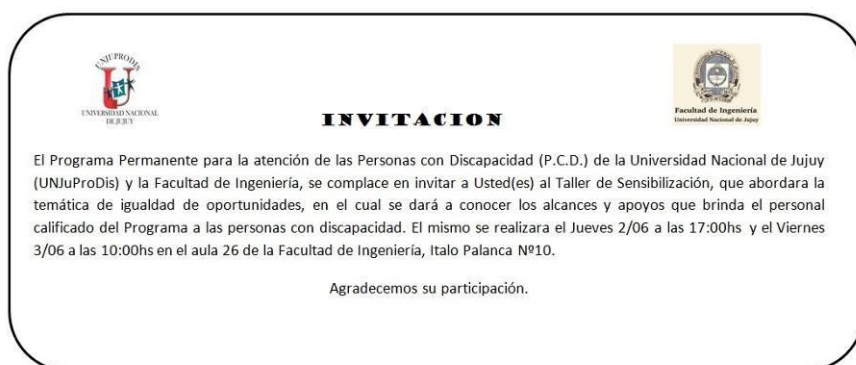 UNJUPRODIS
U
UNIVERSIDAD NACIONAL
DE JUJUY
Facultad de Ingeniería
Universidad Nacional de Jujuy
INVITACION
El Programa Permanente para la atención de las Personas con Discapacidad (P.C.D.) de la Universidad Nacional de Jujuy
(UNJuProDis) y la Facultad de Ingeniería, se complace en invitar a Usted(es) al Taller de Sensibilización, que abordara la
temática de igualdad de oportunidades, en el cual se dará a conocer los alcances y apoyos que brinda el personal
calificado del Programa a las personas con discapacidad. El mismo se realizara el Jueves 2/06 a las 17:00hs y el Viernes
3/06 a las 10:00hs en el aula 26 de la Facultad de Ingeniería, Italo Palanca Nº10.
Agradecemos su participación.